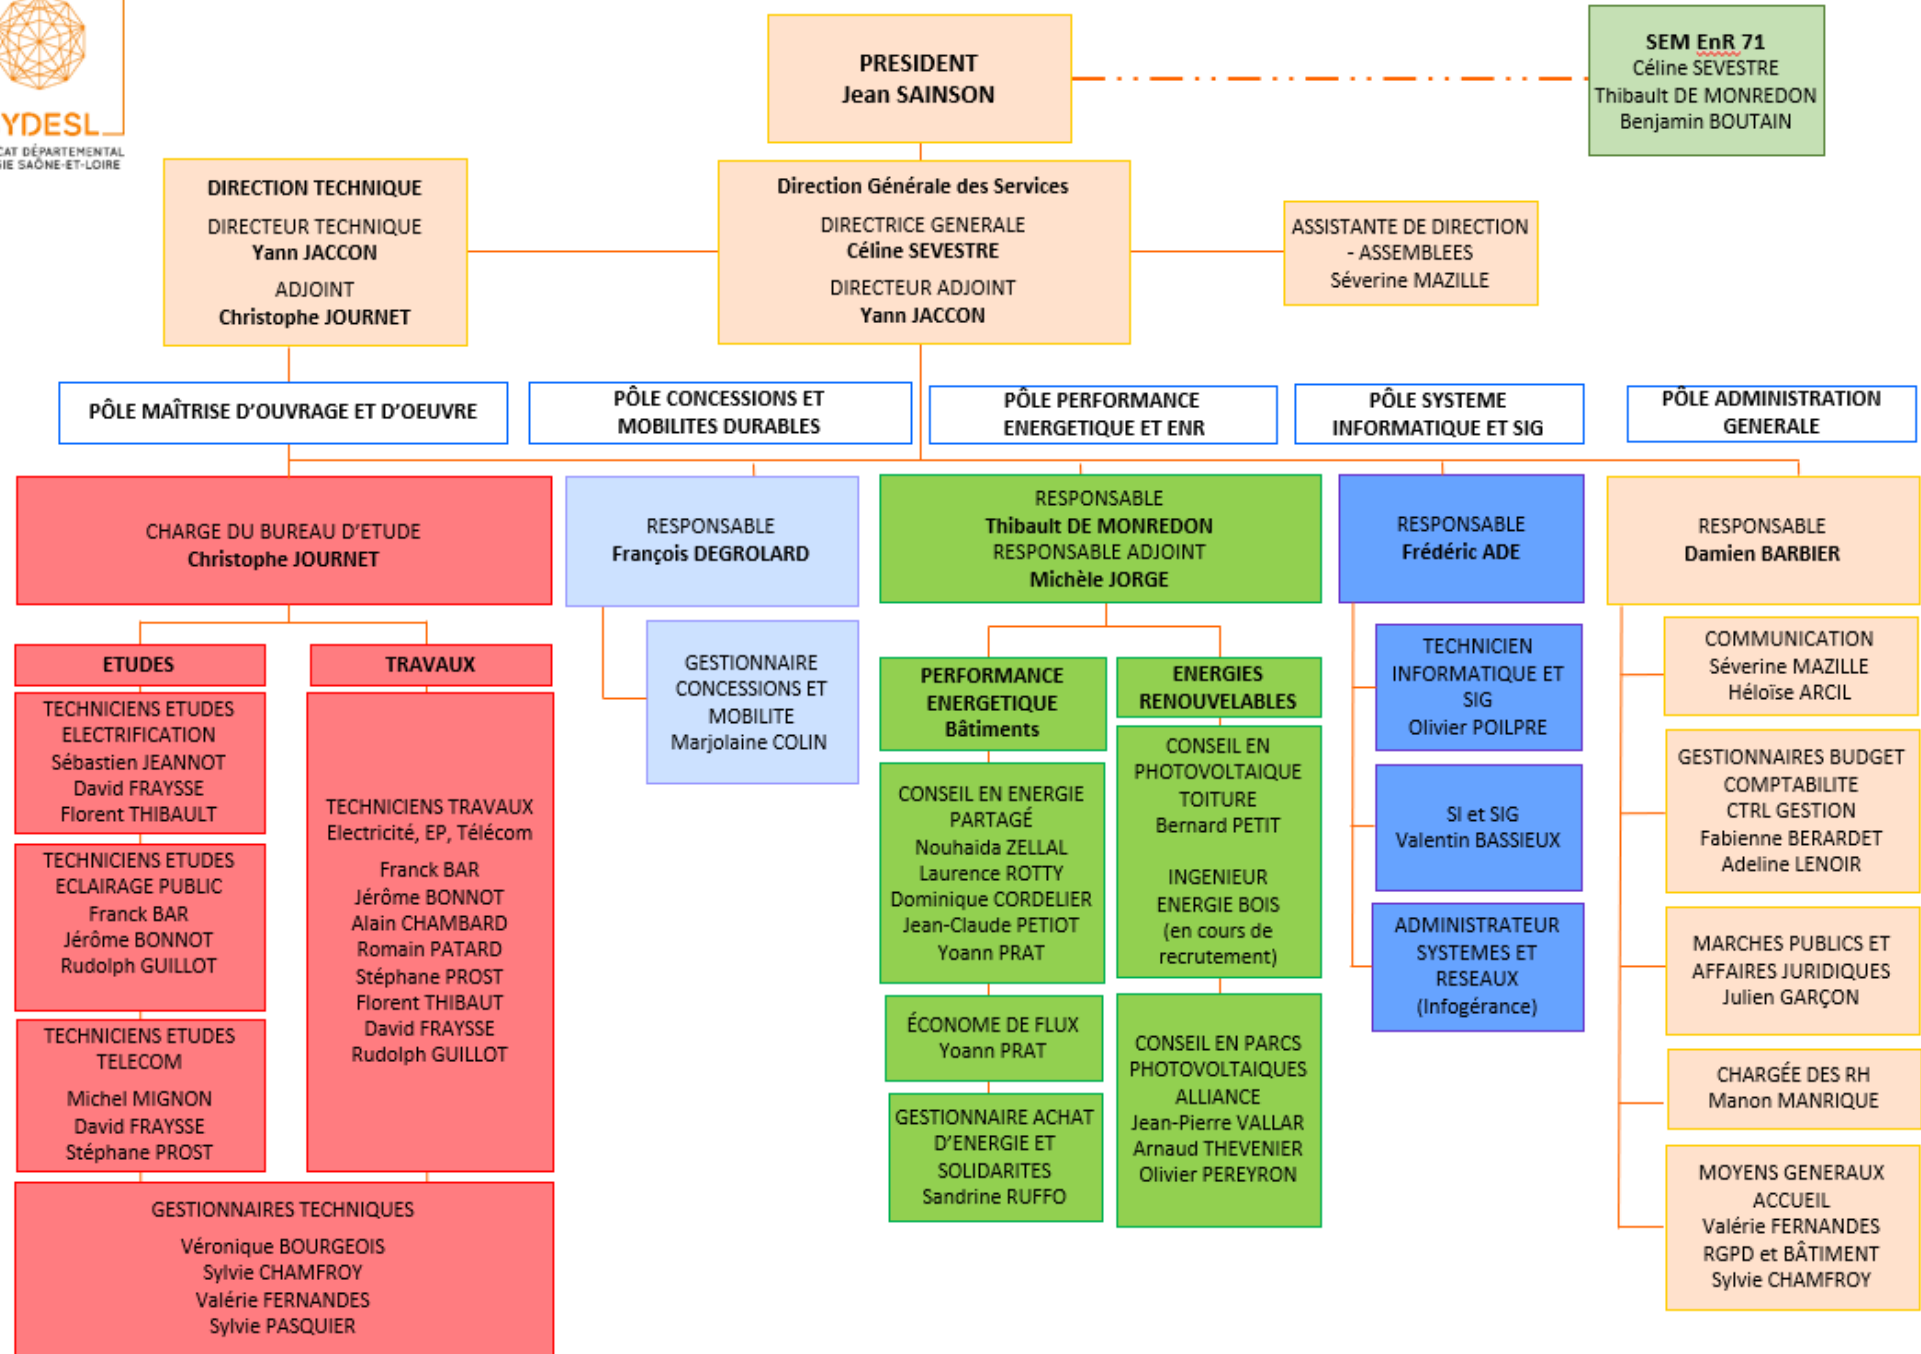 YDESL
CAT DÉPARTEMENTAL
GIE SAÔNE-ET-LOIRE
PRESIDENT
Jean SAINSON
SEM EnR 71
Céline SEVESTRE
Thibault DE MONREDON
Benjamin BOUTAIN
DIRECTION TECHNIQUE
DIRECTEUR TECHNIQUE
Yann JACCON
ADJOINT
Christophe JOURNET
Direction Générale des Services
DIRECTRICE GENERALE
Céline SEVESTRE
DIRECTEUR ADJOINT
Yann JACCON
ASSISTANTE DE DIRECTION
- ASSEMBLEES
Séverine MAZILLE
PÔLE MAÎTRISE D'OUVRAGE ET D'OEUVRE
PÔLE CONCESSIONS ET
MOBILITES DURABLES
PÔLE PERFORMANCE
ENERGETIQUE ET ENR
PÔLE SYSTEME
INFORMATIQUE ET SIG
PÔLE ADMINISTRATION
GENERALE
CHARGE DU BUREAU D'ETUDE
Christophe JOURNET
RESPONSABLE
François DEGROLARD
RESPONSABLE
Thibault DE MONREDON
RESPONSABLE ADJOINT
Michèle JORGE
RESPONSABLE
Frédéric ADE
RESPONSABLE
Damien BARBIER
ETUDES
TECHNICIENS ETUDES
ELECTRIFICATION
Sébastien JEANNOT
David FRAYSSE
Florent THIBAULT
TECHNICIENS ETUDES
ECLAIRAGE PUBLIC
Franck BAR
Jérôme BONNOT
Rudolph GUILLOT
TECHNICIENS ETUDES
TELECOM
Michel MIGNON
David FRAYSSE
Stéphane PROST
TRAVAUX
TECHNICIENS TRAVAUX
Electricité, EP, Télécom
Franck BAR
Jérôme BONNOT
Alain CHAMBARD
Romain PATARD
Stéphane PROST
Florent THIBAUT
David FRAYSSE
Rudolph GUILLOT
GESTIONNAIRES TECHNIQUES
Véronique BOURGEOIS
Sylvie CHAMFROY
Valérie FERNANDES
Sylvie PASQUIER
GESTIONNAIRE
CONCESSIONS ET
MOBILITE
Marjolaine COLIN
PERFORMANCE
ENERGETIQUE
Bâtiments
CONSEIL EN ENERGIE
PARTAGÉ
Nouhaida ZELLAL
Laurence ROTTY
Dominique CORDELIER
Jean-Claude PETIOT
Yoann PRAT
ÉCONOME DE FLUX
Yoann PRAT
GESTIONNAIRE ACHAT
D'ENERGIE ET
SOLIDARITES
Sandrine RUFFO
ENERGIES
RENOUVELABLES
CONSEIL EN
PHOTOVOLTAIQUE
TOITURE
Bernard PETIT
INGENIEUR
ENERGIE BOIS
(en cours de
recrutement)
CONSEIL EN PARCS
PHOTOVOLTAIQUES
ALLIANCE
Jean-Pierre VALLAR
Arnaud THEVENIER
Olivier PEREYRON
TECHNICIEN
INFORMATIQUE ET
SIG
Olivier POILPRE
SI et SIG
Valentin BASSIEUX
ADMINISTRATEUR
SYSTEMES ET
RESEAUX
(Infogérance)
COMMUNICATION
Séverine MAZILLE
Héloïse ARCIL
GESTIONNAIRES BUDGET
COMPTABILITE
CTRL GESTION
Fabienne BERARDET
Adeline LENOIR
MARCHES PUBLICS ET
AFFAIRES JURIDIQUES
Julien GARÇON
CHARGÉE DES RH
Manon MANRIQUE
MOYENS GENERAUX
ACCUEIL
Valérie FERNANDES
RGPD et BÂTIMENT
Sylvie CHAMFROY